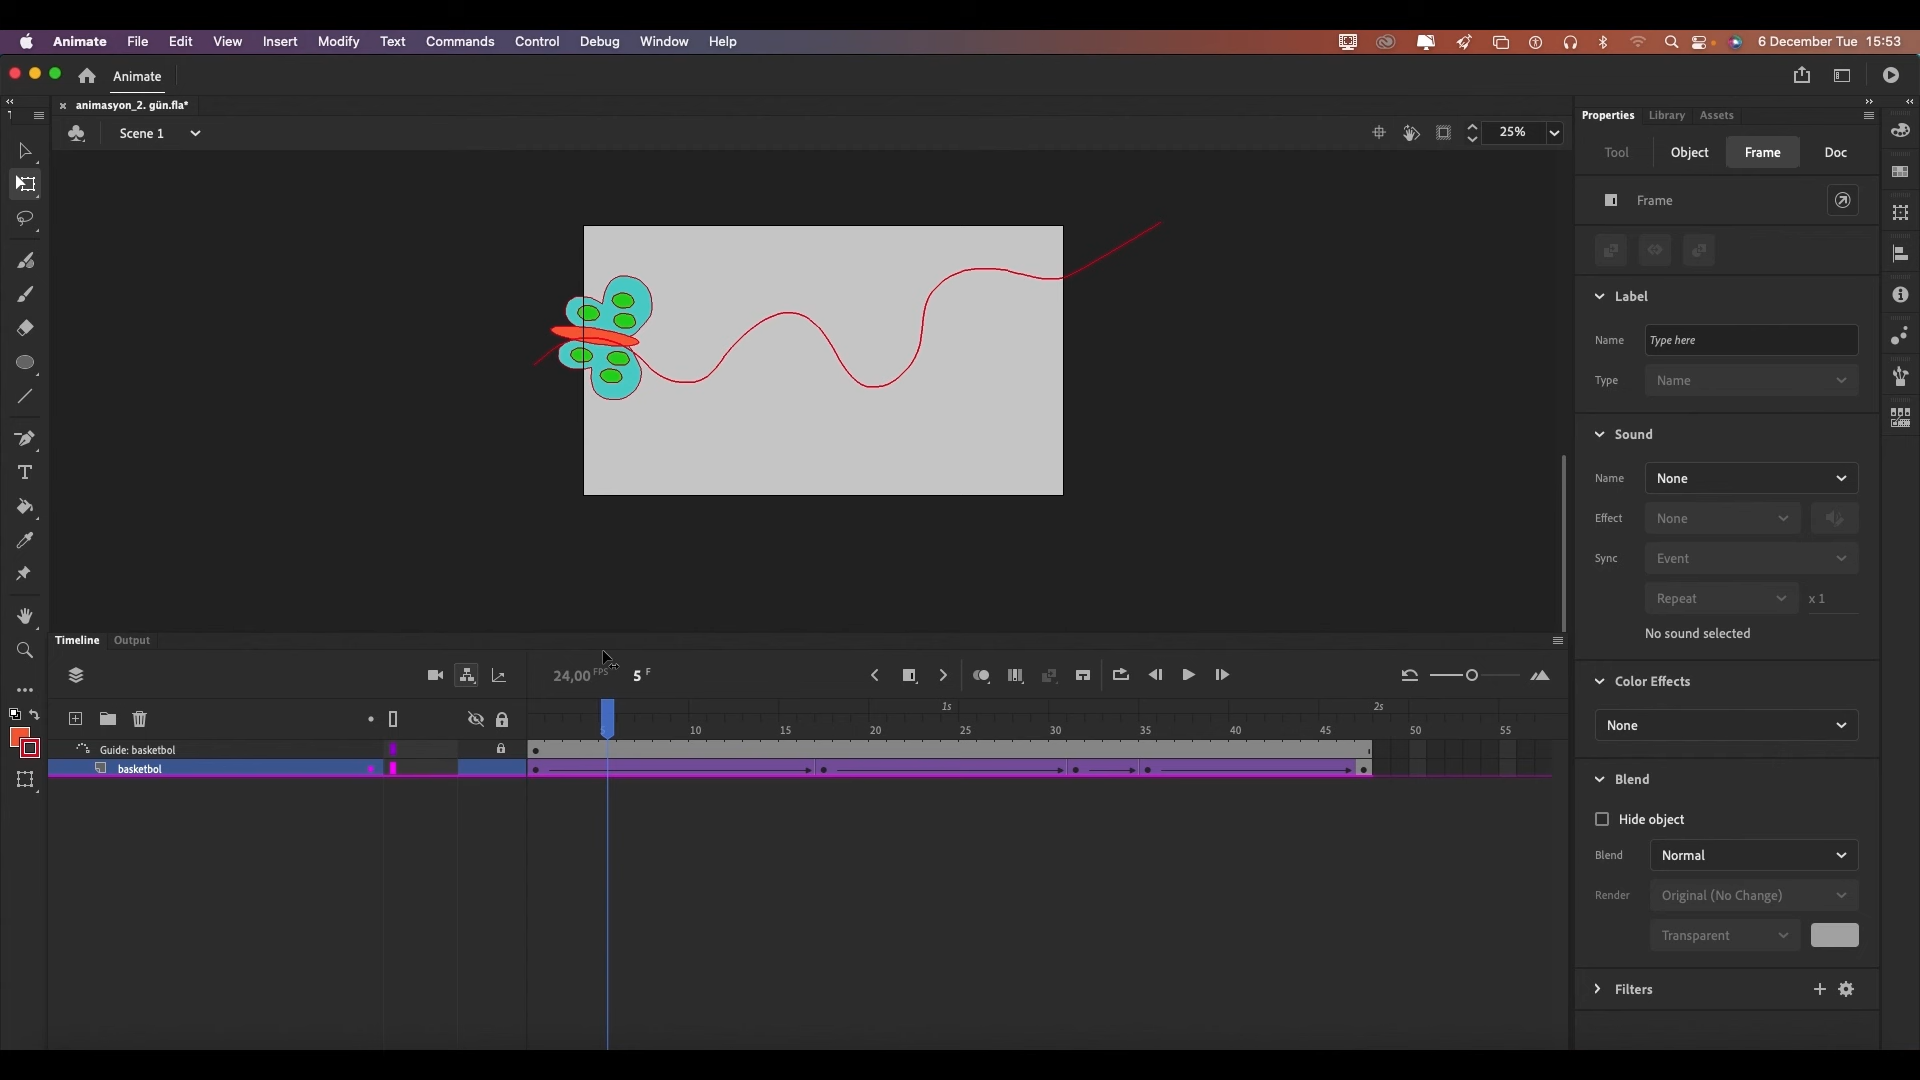 Animate File Edit View Insert Modify Text Commands Control Debug Window Help 6 December Tue 15:53
Animate
animasyon_2. gün.fla*
Scene 1 25%
Properties Library Assets
Tool Object Frame Doc
Frame
Label
Name Type here
Type Name
Sound
Name None
Effect None
Sync Event
Repeat x 1
No sound selected
Color Effects
None
Blend
Hide object
Blend Normal
Render Original (No Change)
Transparent
Filters
Timeline Output
24,00 FPS 5 F
1s 2s
5 10 15 20 25 30 35 40 45 50 55
Guide: basketbol
basketbol